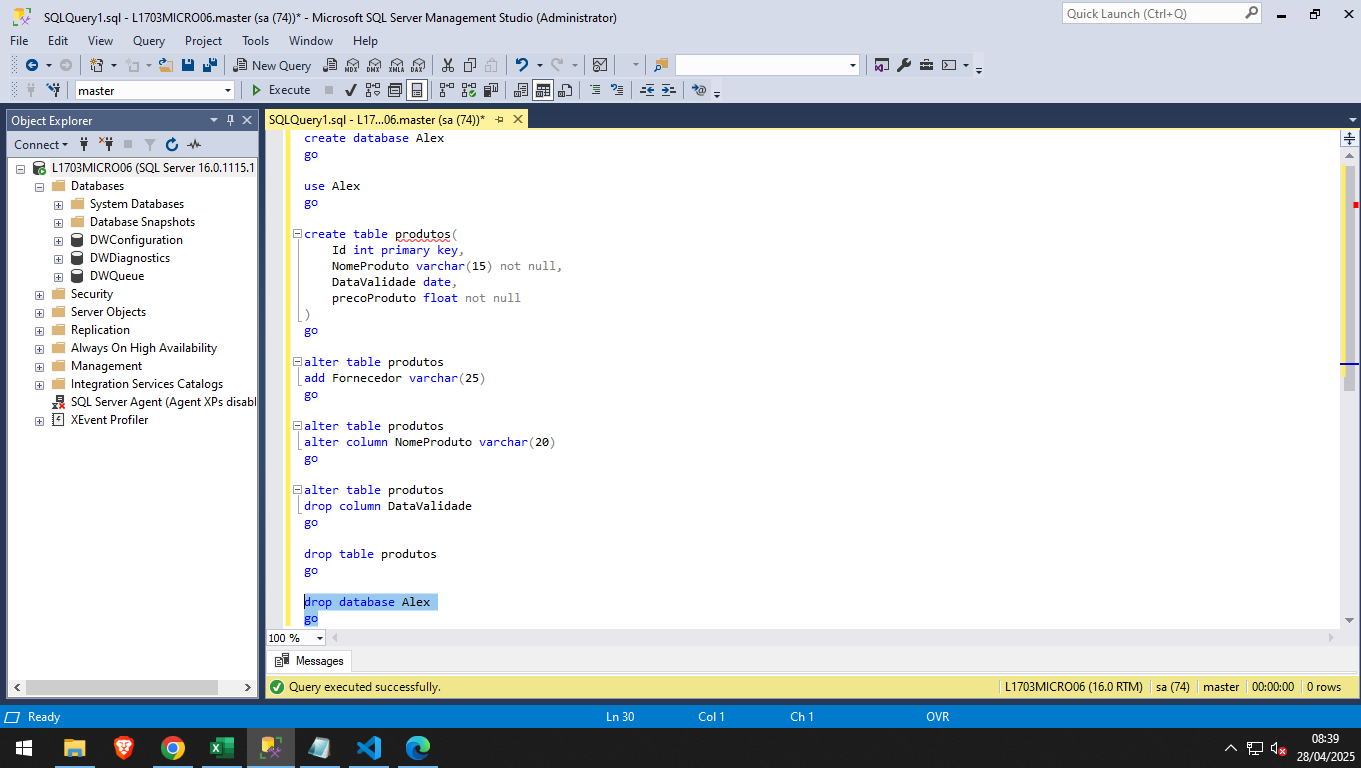 SQLQuery1.sql - L1703MICRO06.master (sa (74))* - Microsoft SQL Server Management Studio (Administrator)
Quick Launch (Ctrl+Q)
File Edit View Query Project Tools Window Help
New Query
MDX DMX XMLA DAX
master
Execute
Object Explorer
SQLQuery1.sql - L17...06.master (sa (74))*
Connect
L1703MICRO06 (SQL Server 16.0.1115.1
Databases
System Databases
Database Snapshots
DWConfiguration
DWDiagnostics
DWQueue
Security
Server Objects
Replication
Always On High Availability
Management
Integration Services Catalogs
SQL Server Agent (Agent XPs disabl
XEvent Profiler
create database Alex
go
use Alex
go
create table produtos(
Id int primary key,
NomeProduto varchar(15) not null,
DataValidade date,
precoProduto float not null
)
go
alter table produtos
add Fornecedor varchar(25)
go
alter table produtos
alter column NomeProduto varchar(20)
go
alter table produtos
drop column DataValidade
go
drop table produtos
go
drop database Alex
go
100 %
Messages
Query executed successfully.
L1703MICRO06 (16.0 RTM) sa (74) master 00:00:00 0 rows
Ready
Ln 30 Col 1 Ch 1 OVR
08:39
28/04/2025